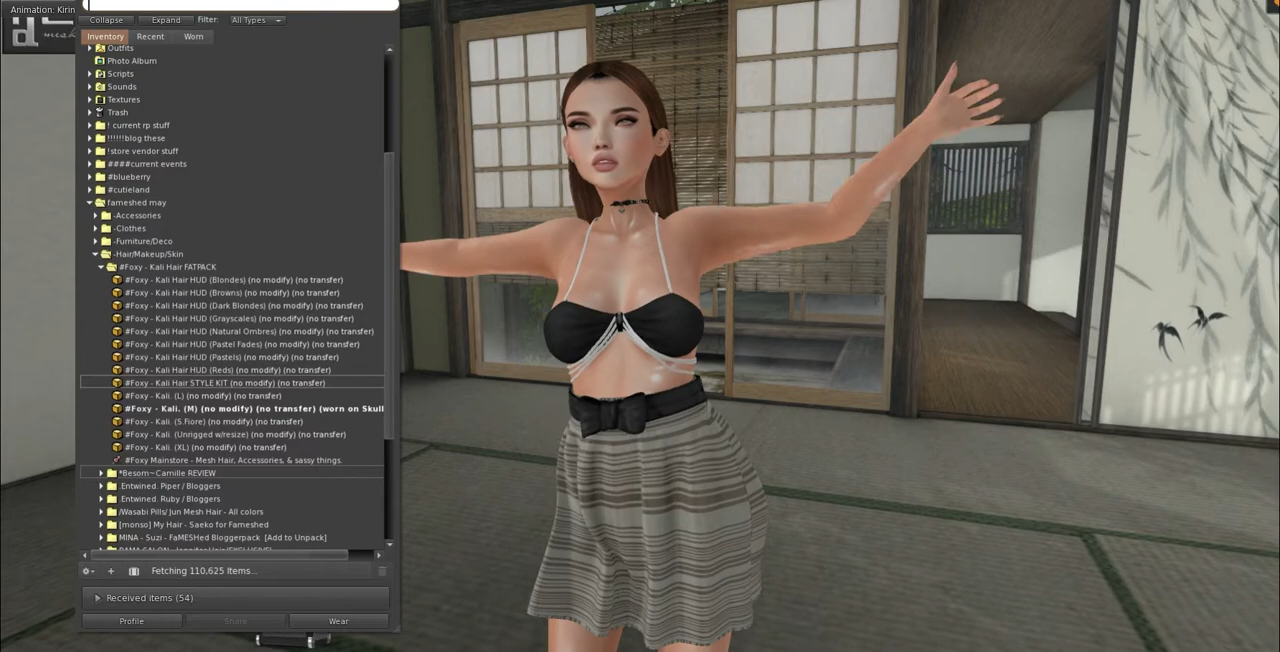 Animation: Kirin
Collapse Expand Filter: All Types
Inventory Recent Worn
Outfits
Photo Album
Scripts
Sounds
Textures
Trash
! current rp stuff
!!!!!!blog these
!store vendor stuff
####current events
#blueberry
#cutieland
fameshed may
-Accessories
-Clothes
-Furniture/Deco
-Hair/Makeup/Skin
#Foxy - Kali Hair FATPACK
#Foxy - Kali Hair HUD (Blondes) (no modify) (no transfer)
#Foxy - Kali Hair HUD (Browns) (no modify) (no transfer)
#Foxy - Kali Hair HUD (Dark Blondes) (no modify) (no transfer)
#Foxy - Kali Hair HUD (Grayscales) (no modify) (no transfer)
#Foxy - Kali Hair HUD (Natural Ombres) (no modify) (no transfer)
#Foxy - Kali Hair HUD (Pastel Fades) (no modify) (no transfer)
#Foxy - Kali Hair HUD (Pastels) (no modify) (no transfer)
#Foxy - Kali Hair HUD (Reds) (no modify) (no transfer)
#Foxy - Kali Hair STYLE KIT (no modify) (no transfer)
#Foxy - Kali. (L) (no modify) (no transfer)
#Foxy - Kali. (M) (no modify) (no transfer) (worn on Skull
#Foxy - Kali. (S.Fiore) (no modify) (no transfer)
#Foxy - Kali. (Unrigged w/resize) (no modify) (no transfer)
#Foxy - Kali. (XL) (no modify) (no transfer)
#Foxy Mainstore - Mesh Hair, Accessories, & sassy things.
*Besom~Camille REVIEW
.Entwined. Piper / Bloggers
.Entwined. Ruby / Bloggers
/Wasabi Pills/ Jun Mesh Hair - All colors
[monso] My Hair - Saeko for Fameshed
MINA - Suzi - FaMESHed Bloggerpack [Add to Unpack]
Fetching 110,625 Items...
Received items (54)
Profile Share Wear